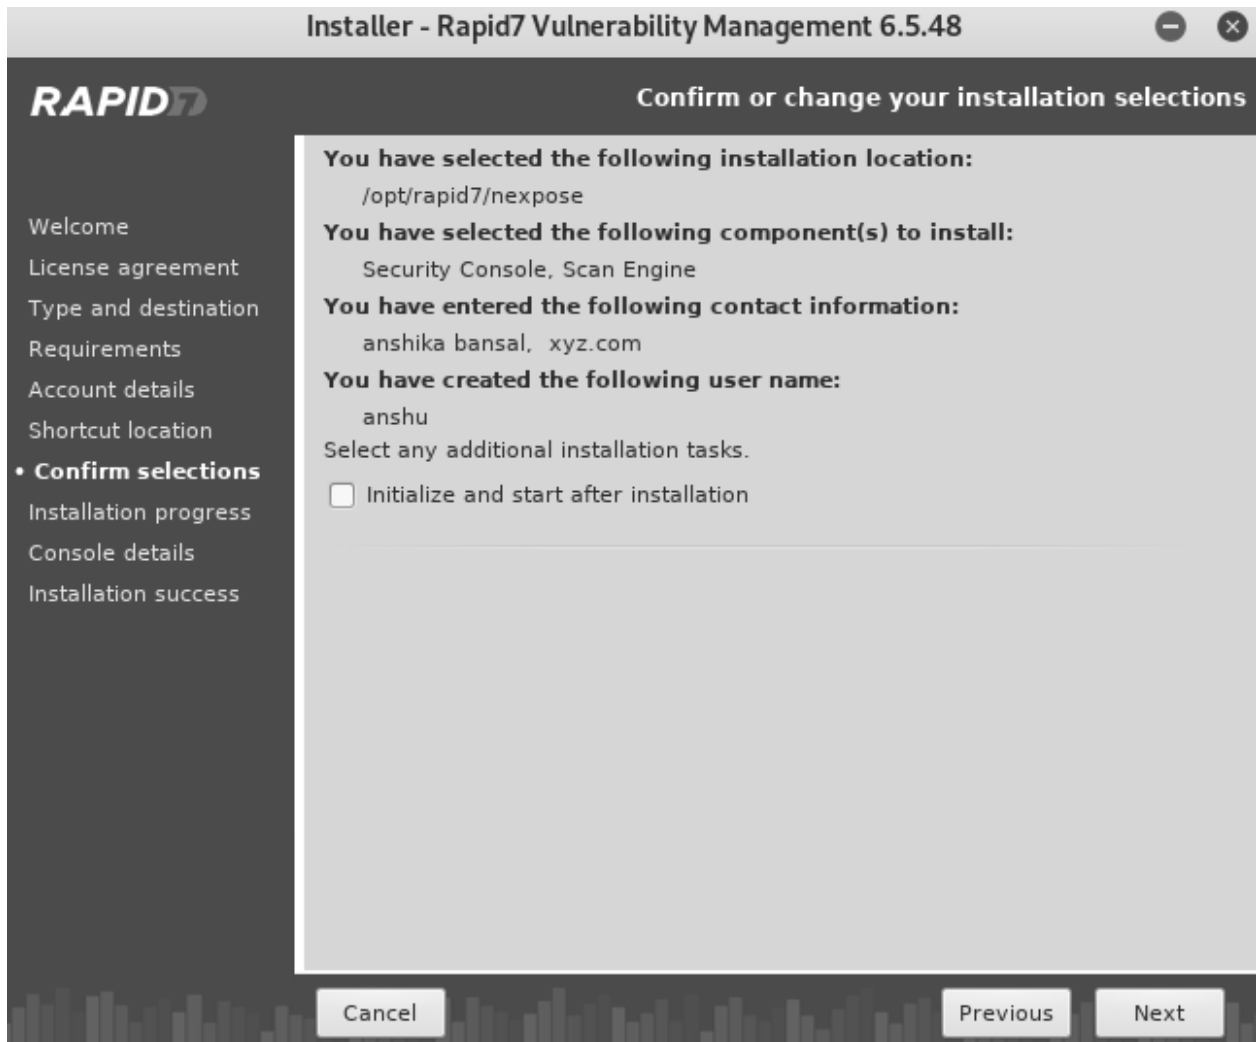 Installer - Rapid7 Vulnerability Management 6.5.48
RAPID7
Confirm or change your installation selections
Welcome
License agreement
Type and destination
Requirements
Account details
Shortcut location
• Confirm selections
Installation progress
Console details
Installation success
You have selected the following installation location:
/opt/rapid7/nexpose
You have selected the following component(s) to install:
Security Console, Scan Engine
You have entered the following contact information:
anshika bansal,  xyz.com
You have created the following user name:
anshu
Select any additional installation tasks.
Initialize and start after installation
Cancel
Previous
Next